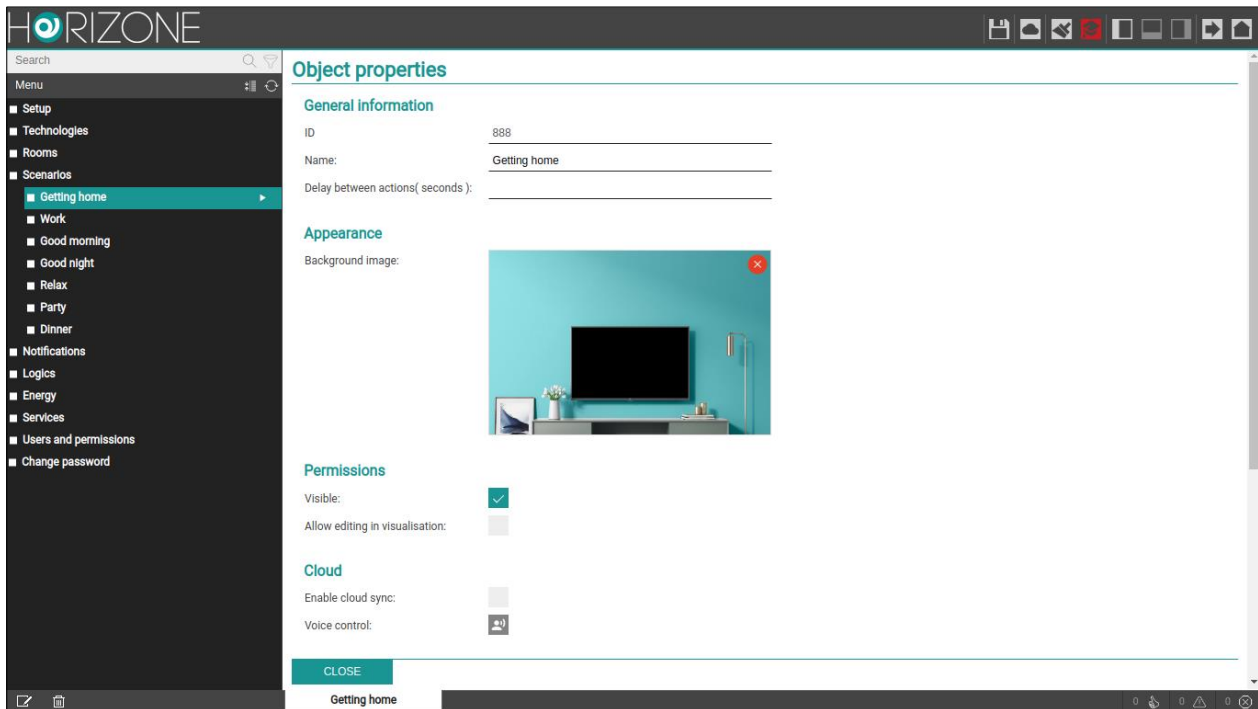 HORIZONE
Search
Menu
Setup
Technologies
Rooms
Scenarios
Getting home
Work
Good morning
Good night
Relax
Party
Dinner
Notifications
Logics
Energy
Services
Users and permissions
Change password
Object properties
General information
ID 888
Name: Getting home
Delay between actions( seconds ):
Appearance
Background image:
Permissions
Visible:
Allow editing in visualisation:
Cloud
Enable cloud sync:
Voice control:
CLOSE
Getting home
0 0 0